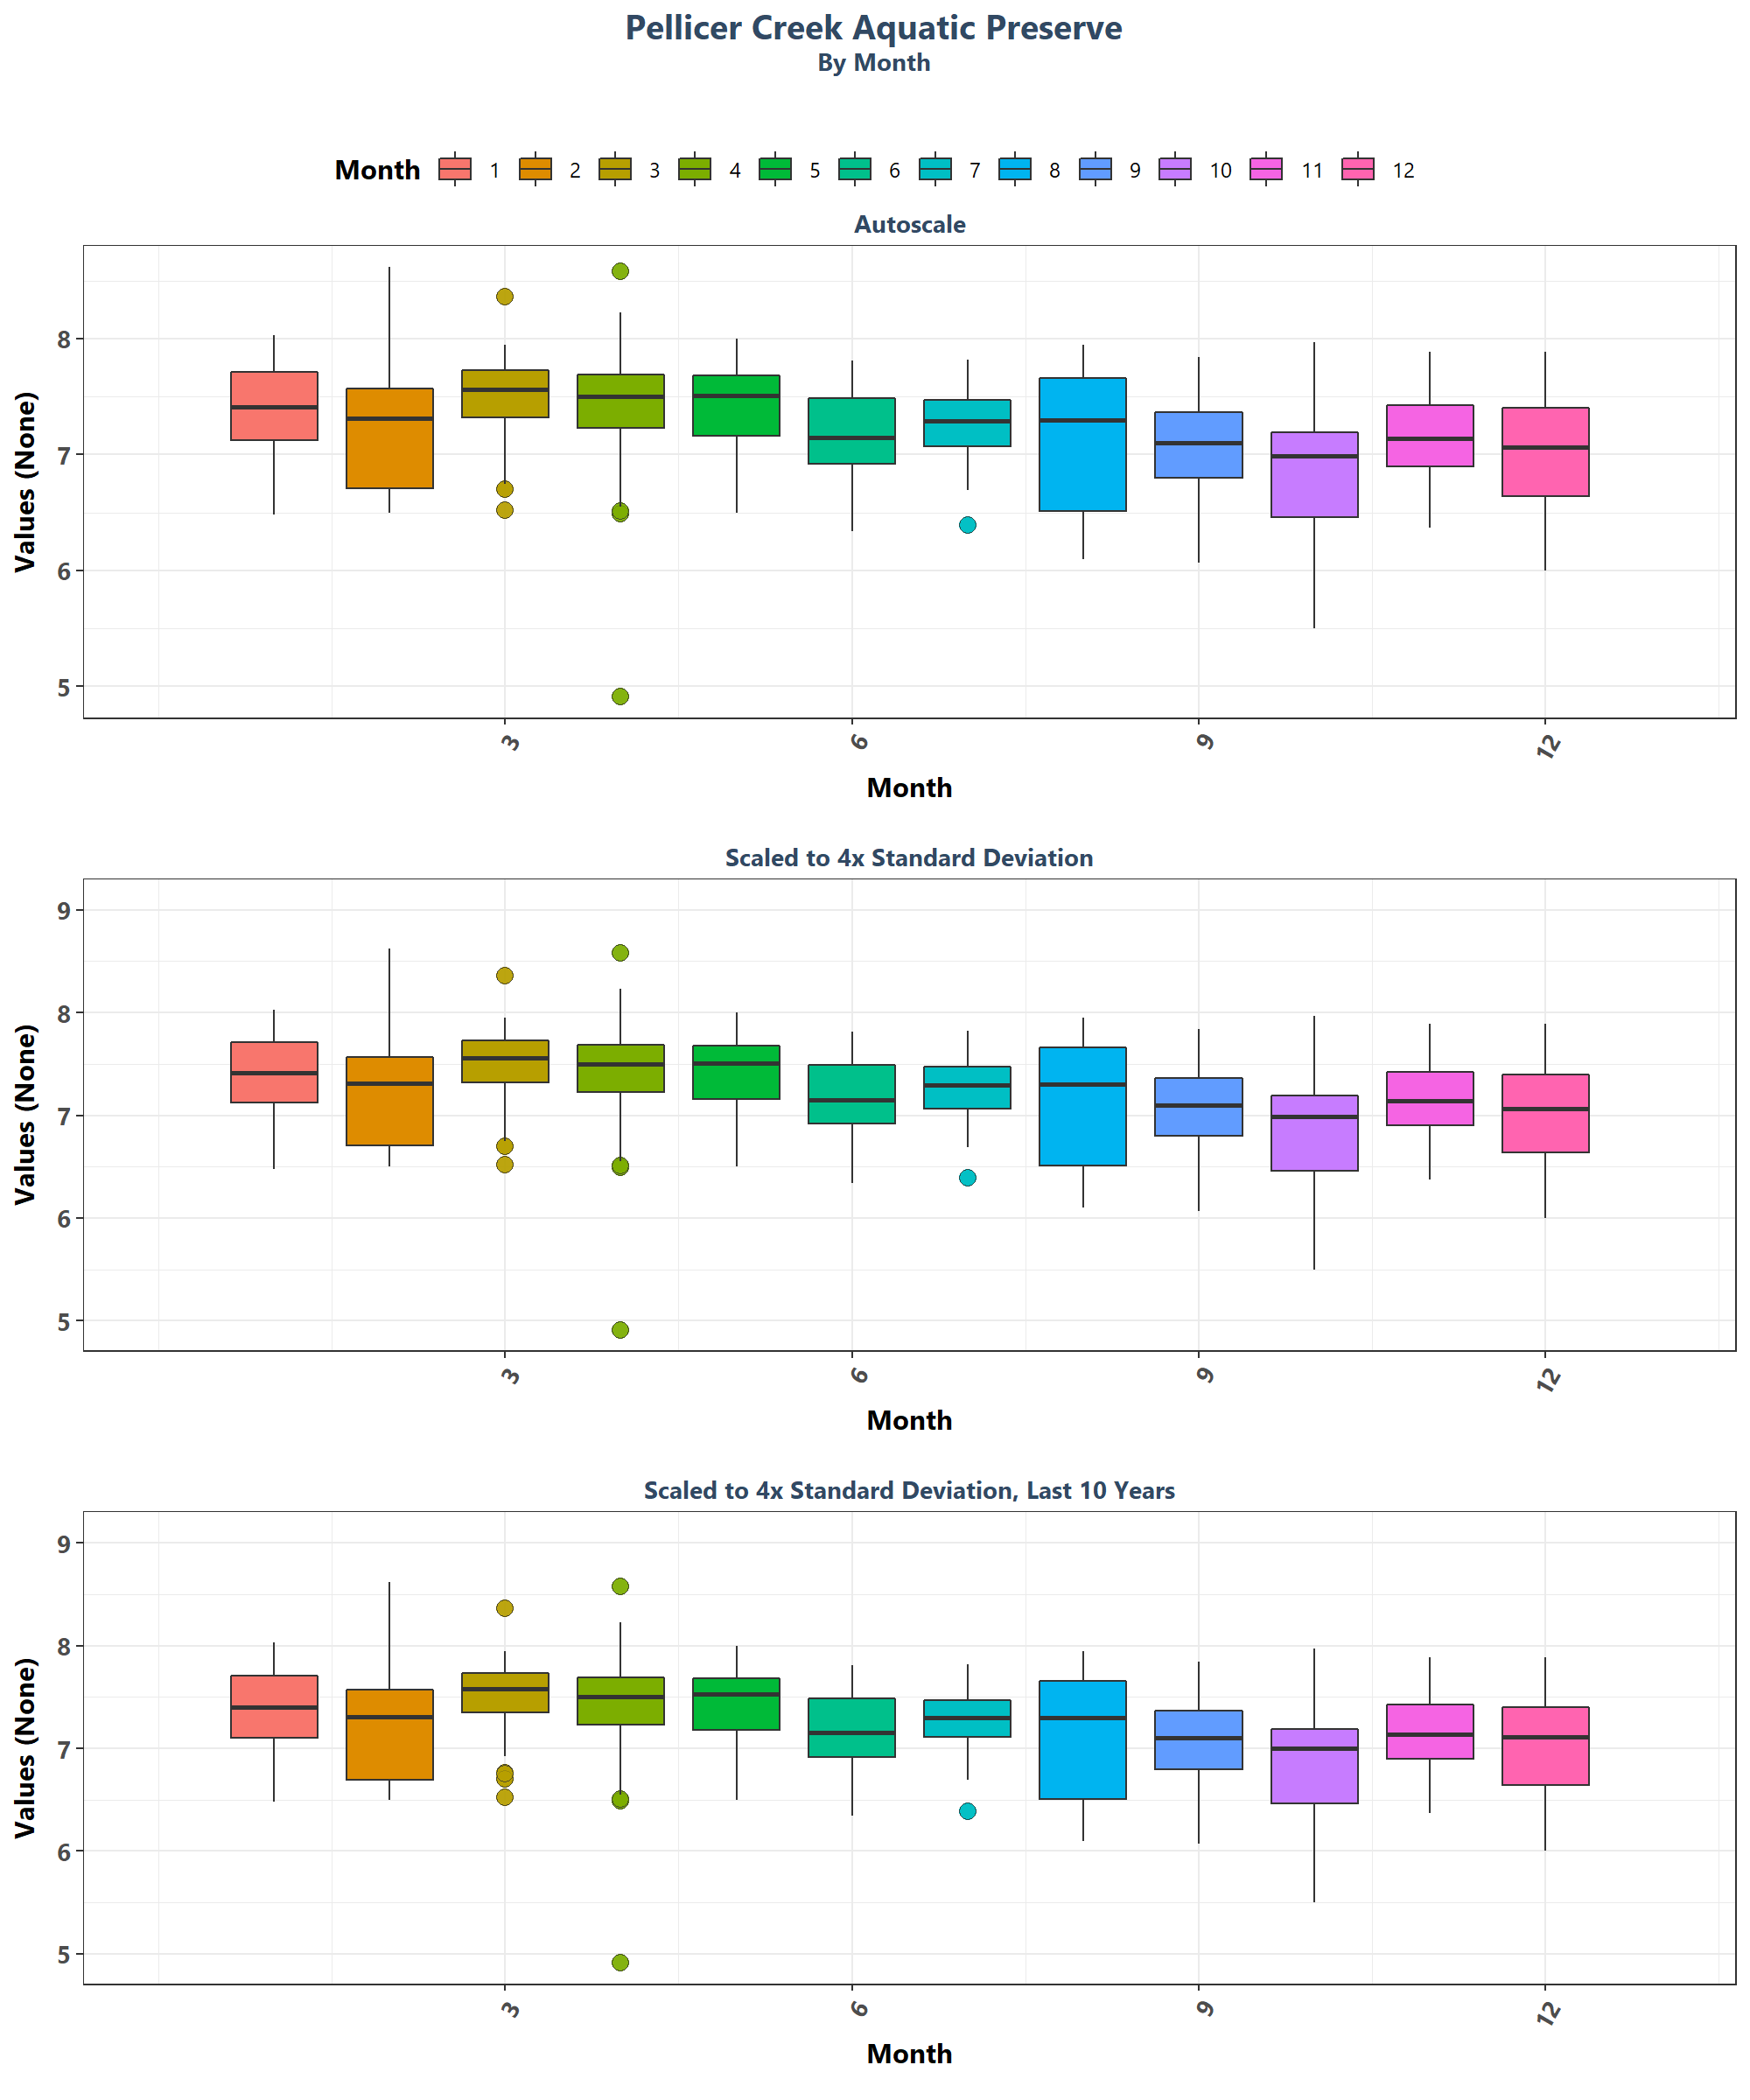 Pellicer Creek Aquatic Preserve
By Month
Month 1 2 3 4 5 6 7 8 9 10 11 12
Autoscale
Values (None)
8
7
6
5
3 6 9 12
Month
Scaled to 4x Standard Deviation
Values (None)
9
8
7
6
5
3 6 9 12
Month
Scaled to 4x Standard Deviation, Last 10 Years
Values (None)
9
8
7
6
5
3 6 9 12
Month